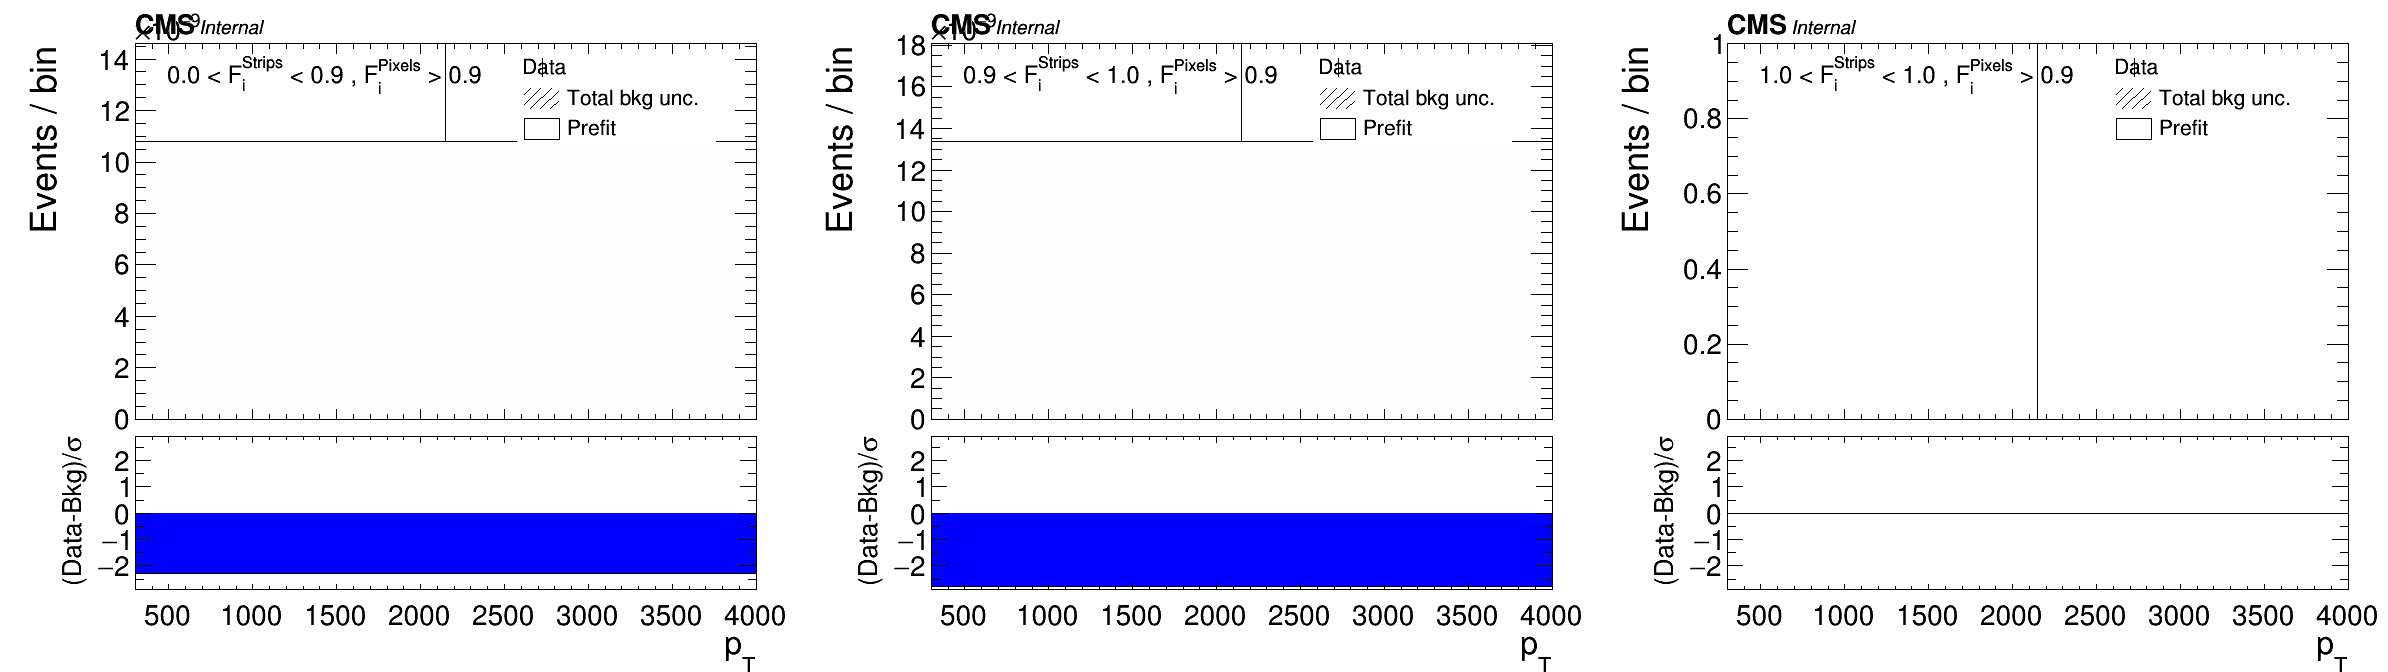 CMS Internal
×10⁻⁹
0.0 < F_i^Strips < 0.9 , F_i^Pixels > 0.9
Data
Total bkg unc.
Prefit
Events / bin
14
12
10
8
6
4
2
0
(Data-Bkg)/σ
2
1
0
−1
−2
500 1000 1500 2000 2500 3000 3500 4000
p_T
CMS Internal
0.9 < F_i^Strips < 1.0 , F_i^Pixels > 0.9
Data
Total bkg unc.
Prefit
Events / bin
18
16
14
12
10
8
6
4
2
0
(Data-Bkg)/σ
2
1
0
−1
−2
500 1000 1500 2000 2500 3000 3500 4000
p_T
CMS Internal
1.0 < F_i^Strips < 1.0 , F_i^Pixels > 0.9
Data
Total bkg unc.
Prefit
Events / bin
1
0.8
0.6
0.4
0.2
0
(Data-Bkg)/σ
2
1
0
−1
−2
500 1000 1500 2000 2500 3000 3500 4000
p_T